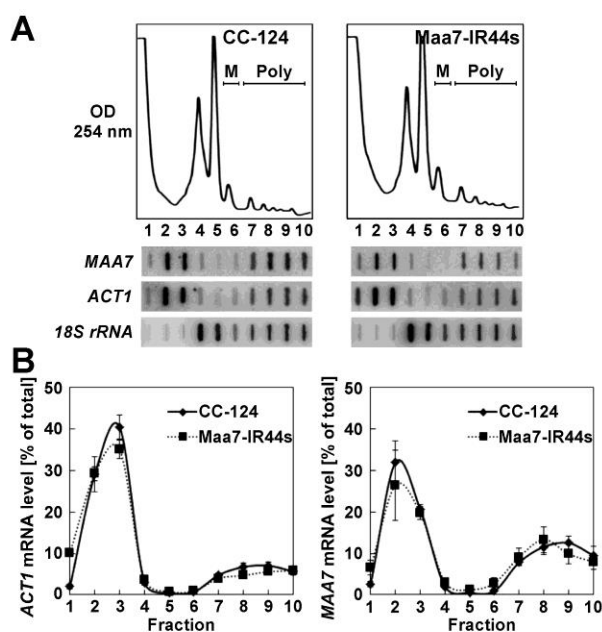 A
CC-124
Maa7-IR44s
M Poly
M Poly
OD
254 nm
1 2 3 4 5 6 7 8 9 10
1 2 3 4 5 6 7 8 9 10
MAA7
ACT1
18S rRNA
B
ACT1 mRNA level [% of total]
50
40
30
20
10
0
CC-124
Maa7-IR44s
1 2 3 4 5 6 7 8 9 10
Fraction
MAA7 mRNA level [% of total]
50
40
30
20
10
0
CC-124
Maa7-IR44s
1 2 3 4 5 6 7 8 9 10
Fraction